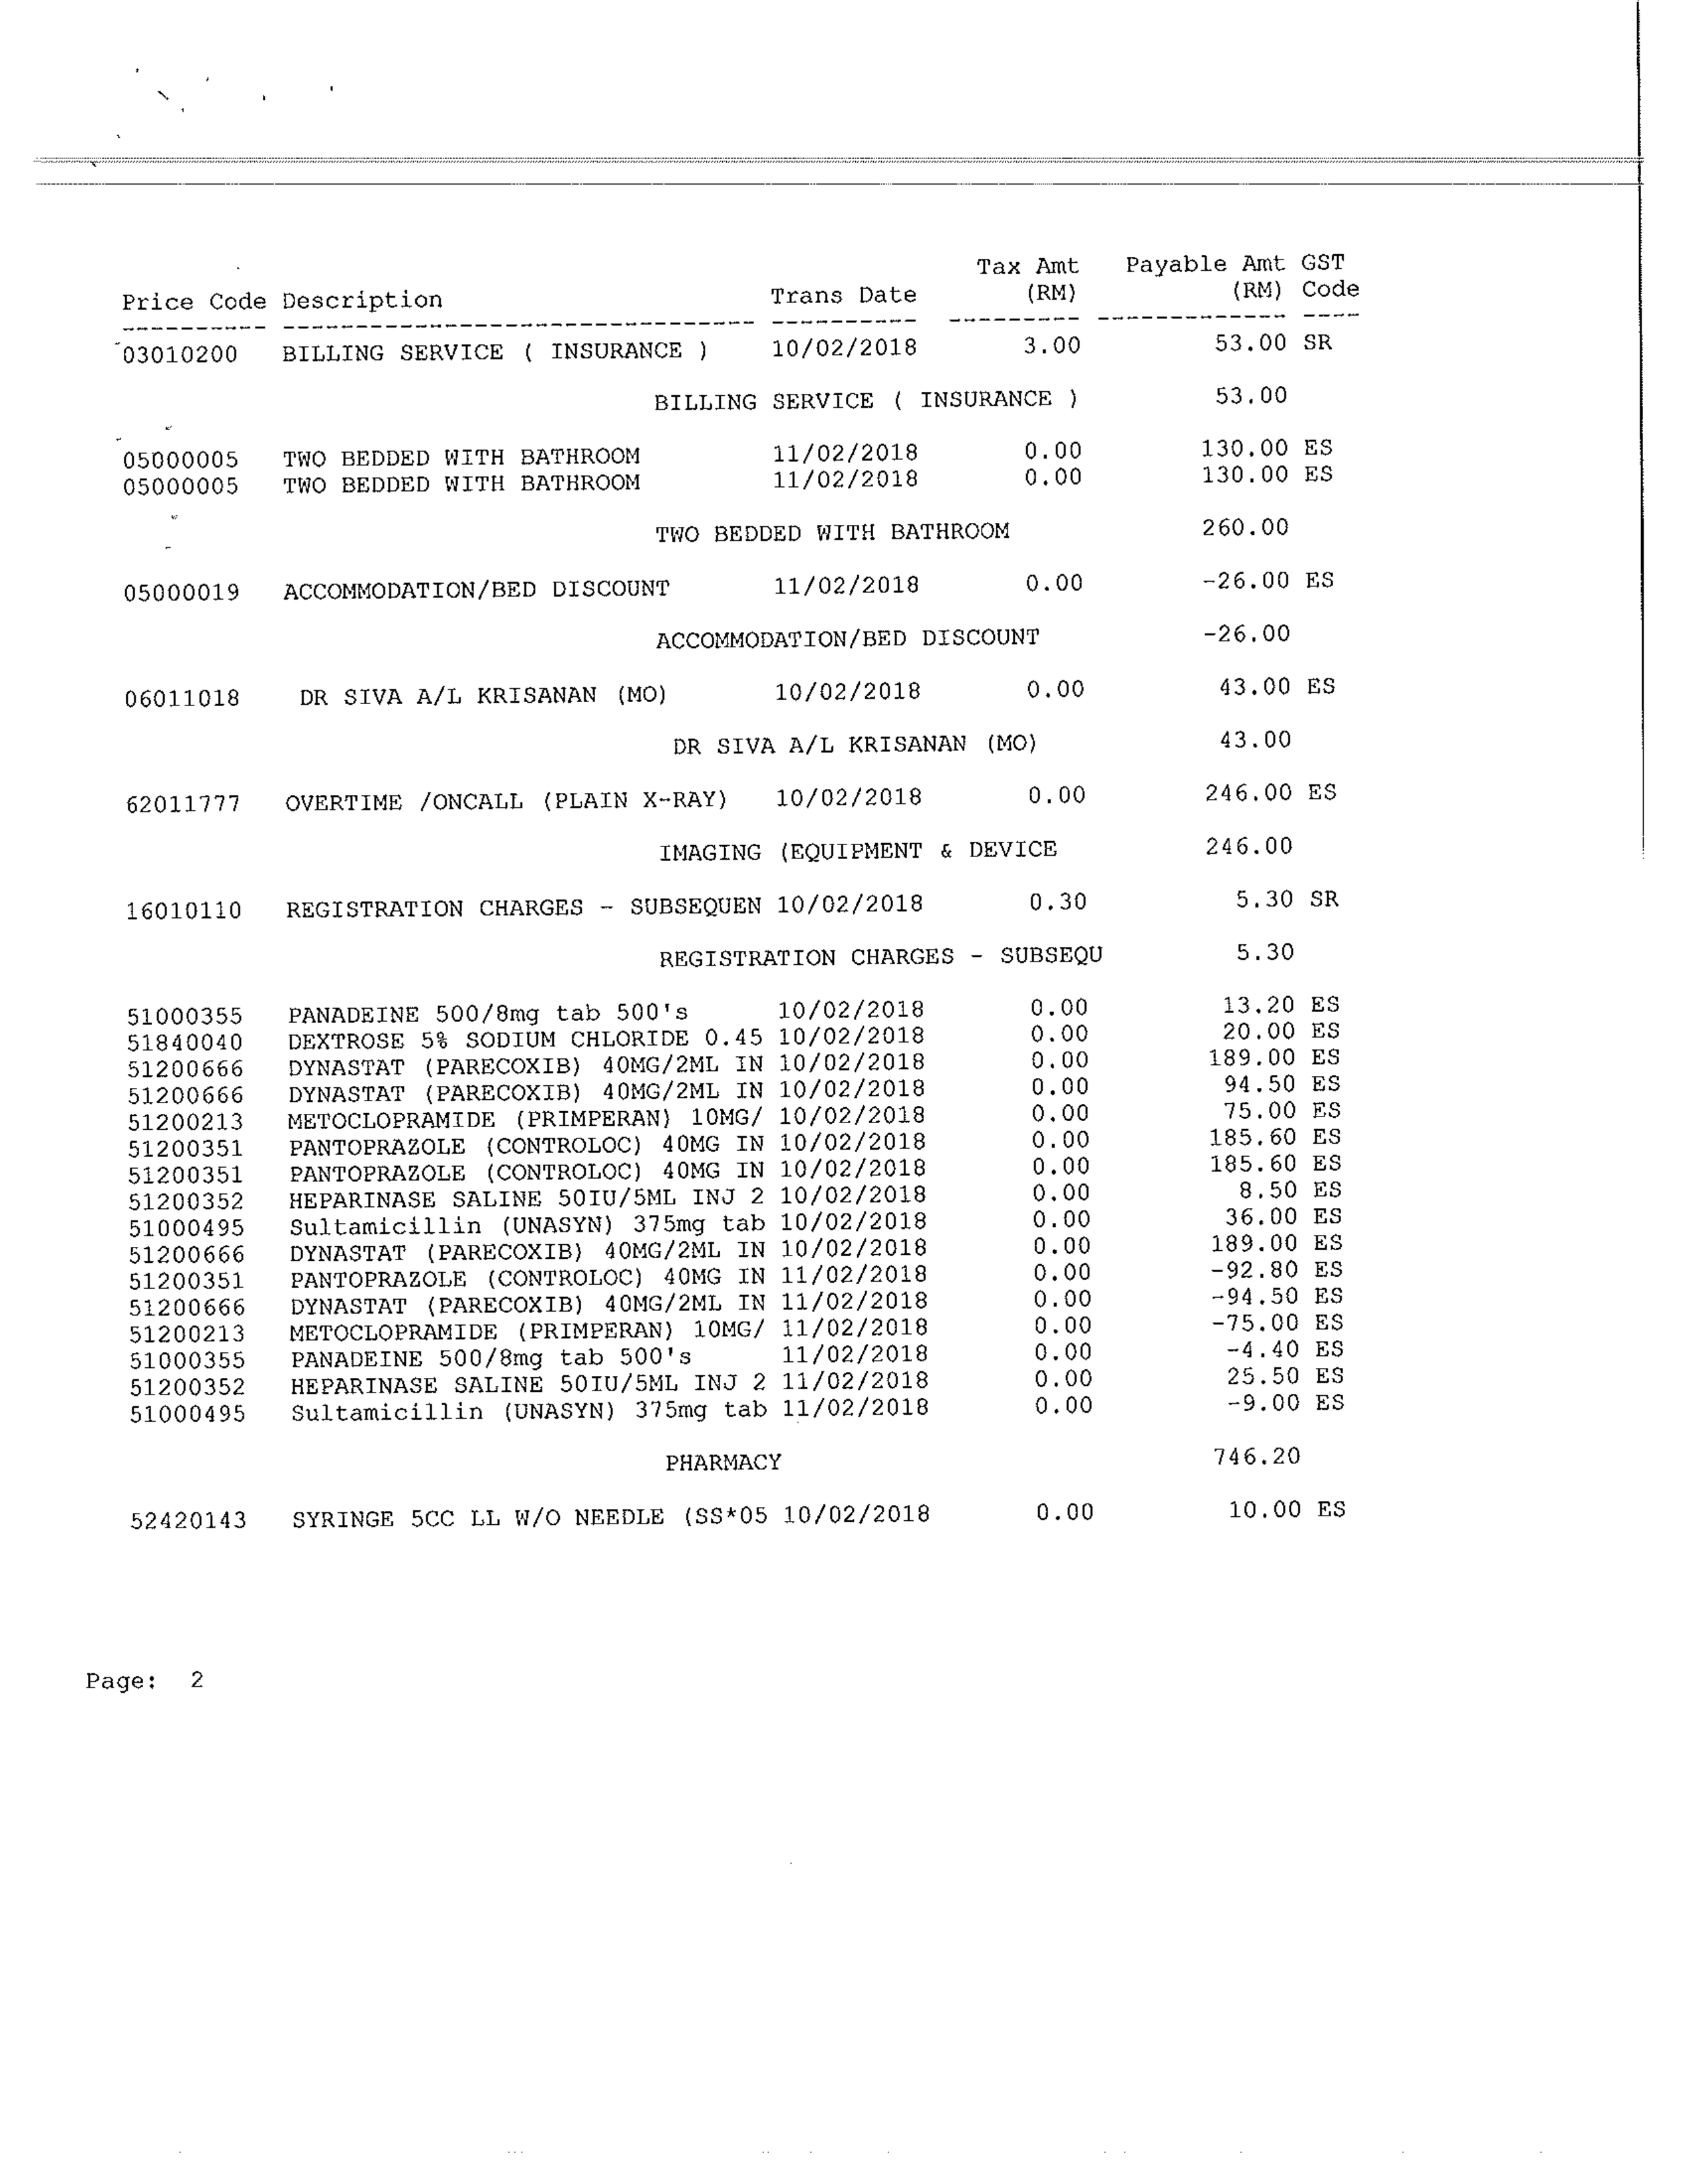 Tax Amt Payable Amt GST
Price Code Description Trans Date (RM) (RM) Code
---------- -------------------------------- ---------- --------- ------------- ----
03010200 BILLING SERVICE ( INSURANCE ) 10/02/2018 3.00 53.00 SR
BILLING SERVICE ( INSURANCE ) 53.00
05000005 TWO BEDDED WITH BATHROOM 11/02/2018 0.00 130.00 ES
05000005 TWO BEDDED WITH BATHROOM 11/02/2018 0.00 130.00 ES
TWO BEDDED WITH BATHROOM 260.00
05000019 ACCOMMODATION/BED DISCOUNT 11/02/2018 0.00 -26.00 ES
ACCOMMODATION/BED DISCOUNT -26.00
06011018 DR SIVA A/L KRISANAN (MO) 10/02/2018 0.00 43.00 ES
DR SIVA A/L KRISANAN (MO) 43.00
62011777 OVERTIME /ONCALL (PLAIN X-RAY) 10/02/2018 0.00 246.00 ES
IMAGING (EQUIPMENT & DEVICE 246.00
16010110 REGISTRATION CHARGES - SUBSEQUEN 10/02/2018 0.30 5.30 SR
REGISTRATION CHARGES - SUBSEQU 5.30
51000355 PANADEINE 500/8mg tab 500's 10/02/2018 0.00 13.20 ES
51840040 DEXTROSE 5% SODIUM CHLORIDE 0.45 10/02/2018 0.00 20.00 ES
51200666 DYNASTAT (PARECOXIB) 40MG/2ML IN 10/02/2018 0.00 189.00 ES
51200666 DYNASTAT (PARECOXIB) 40MG/2ML IN 10/02/2018 0.00 94.50 ES
51200213 METOCLOPRAMIDE (PRIMPERAN) 10MG/ 10/02/2018 0.00 75.00 ES
51200351 PANTOPRAZOLE (CONTROLOC) 40MG IN 10/02/2018 0.00 185.60 ES
51200351 PANTOPRAZOLE (CONTROLOC) 40MG IN 10/02/2018 0.00 185.60 ES
51200352 HEPARINASE SALINE 50IU/5ML INJ 2 10/02/2018 0.00 8.50 ES
51000495 Sultamicillin (UNASYN) 375mg tab 10/02/2018 0.00 36.00 ES
51200666 DYNASTAT (PARECOXIB) 40MG/2ML IN 10/02/2018 0.00 189.00 ES
51200351 PANTOPRAZOLE (CONTROLOC) 40MG IN 11/02/2018 0.00 -92.80 ES
51200666 DYNASTAT (PARECOXIB) 40MG/2ML IN 11/02/2018 0.00 -94.50 ES
51200213 METOCLOPRAMIDE (PRIMPERAN) 10MG/ 11/02/2018 0.00 -75.00 ES
51000355 PANADEINE 500/8mg tab 500's 11/02/2018 0.00 -4.40 ES
51200352 HEPARINASE SALINE 50IU/5ML INJ 2 11/02/2018 0.00 25.50 ES
51000495 Sultamicillin (UNASYN) 375mg tab 11/02/2018 0.00 -9.00 ES
PHARMACY 746.20
52420143 SYRINGE 5CC LL W/O NEEDLE (SS*05 10/02/2018 0.00 10.00 ES
Page: 2